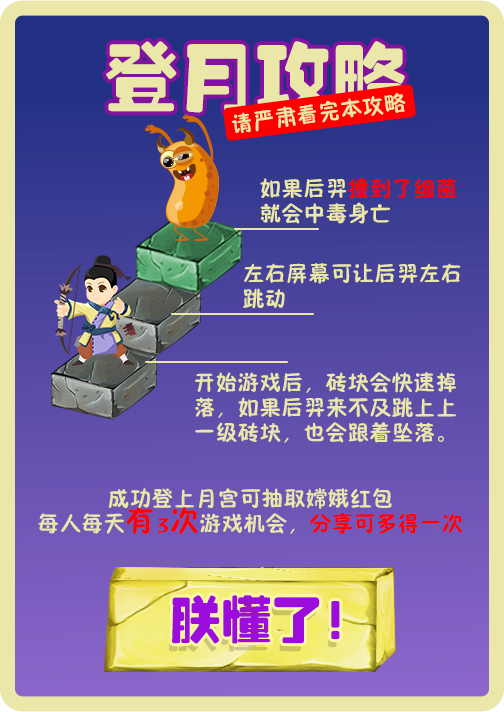 登月攻略
请严肃看完本攻略
如果后羿撞到了细菌
就会中毒身亡
左右屏幕可让后羿左右
跳动
开始游戏后，砖块会快速掉
落，如果后羿来不及跳上上
一级砖块，也会跟着坠落。
成功登上月宫可抽取嫦娥红包
每人每天有3次游戏机会，分享可多得一次
朕懂了！